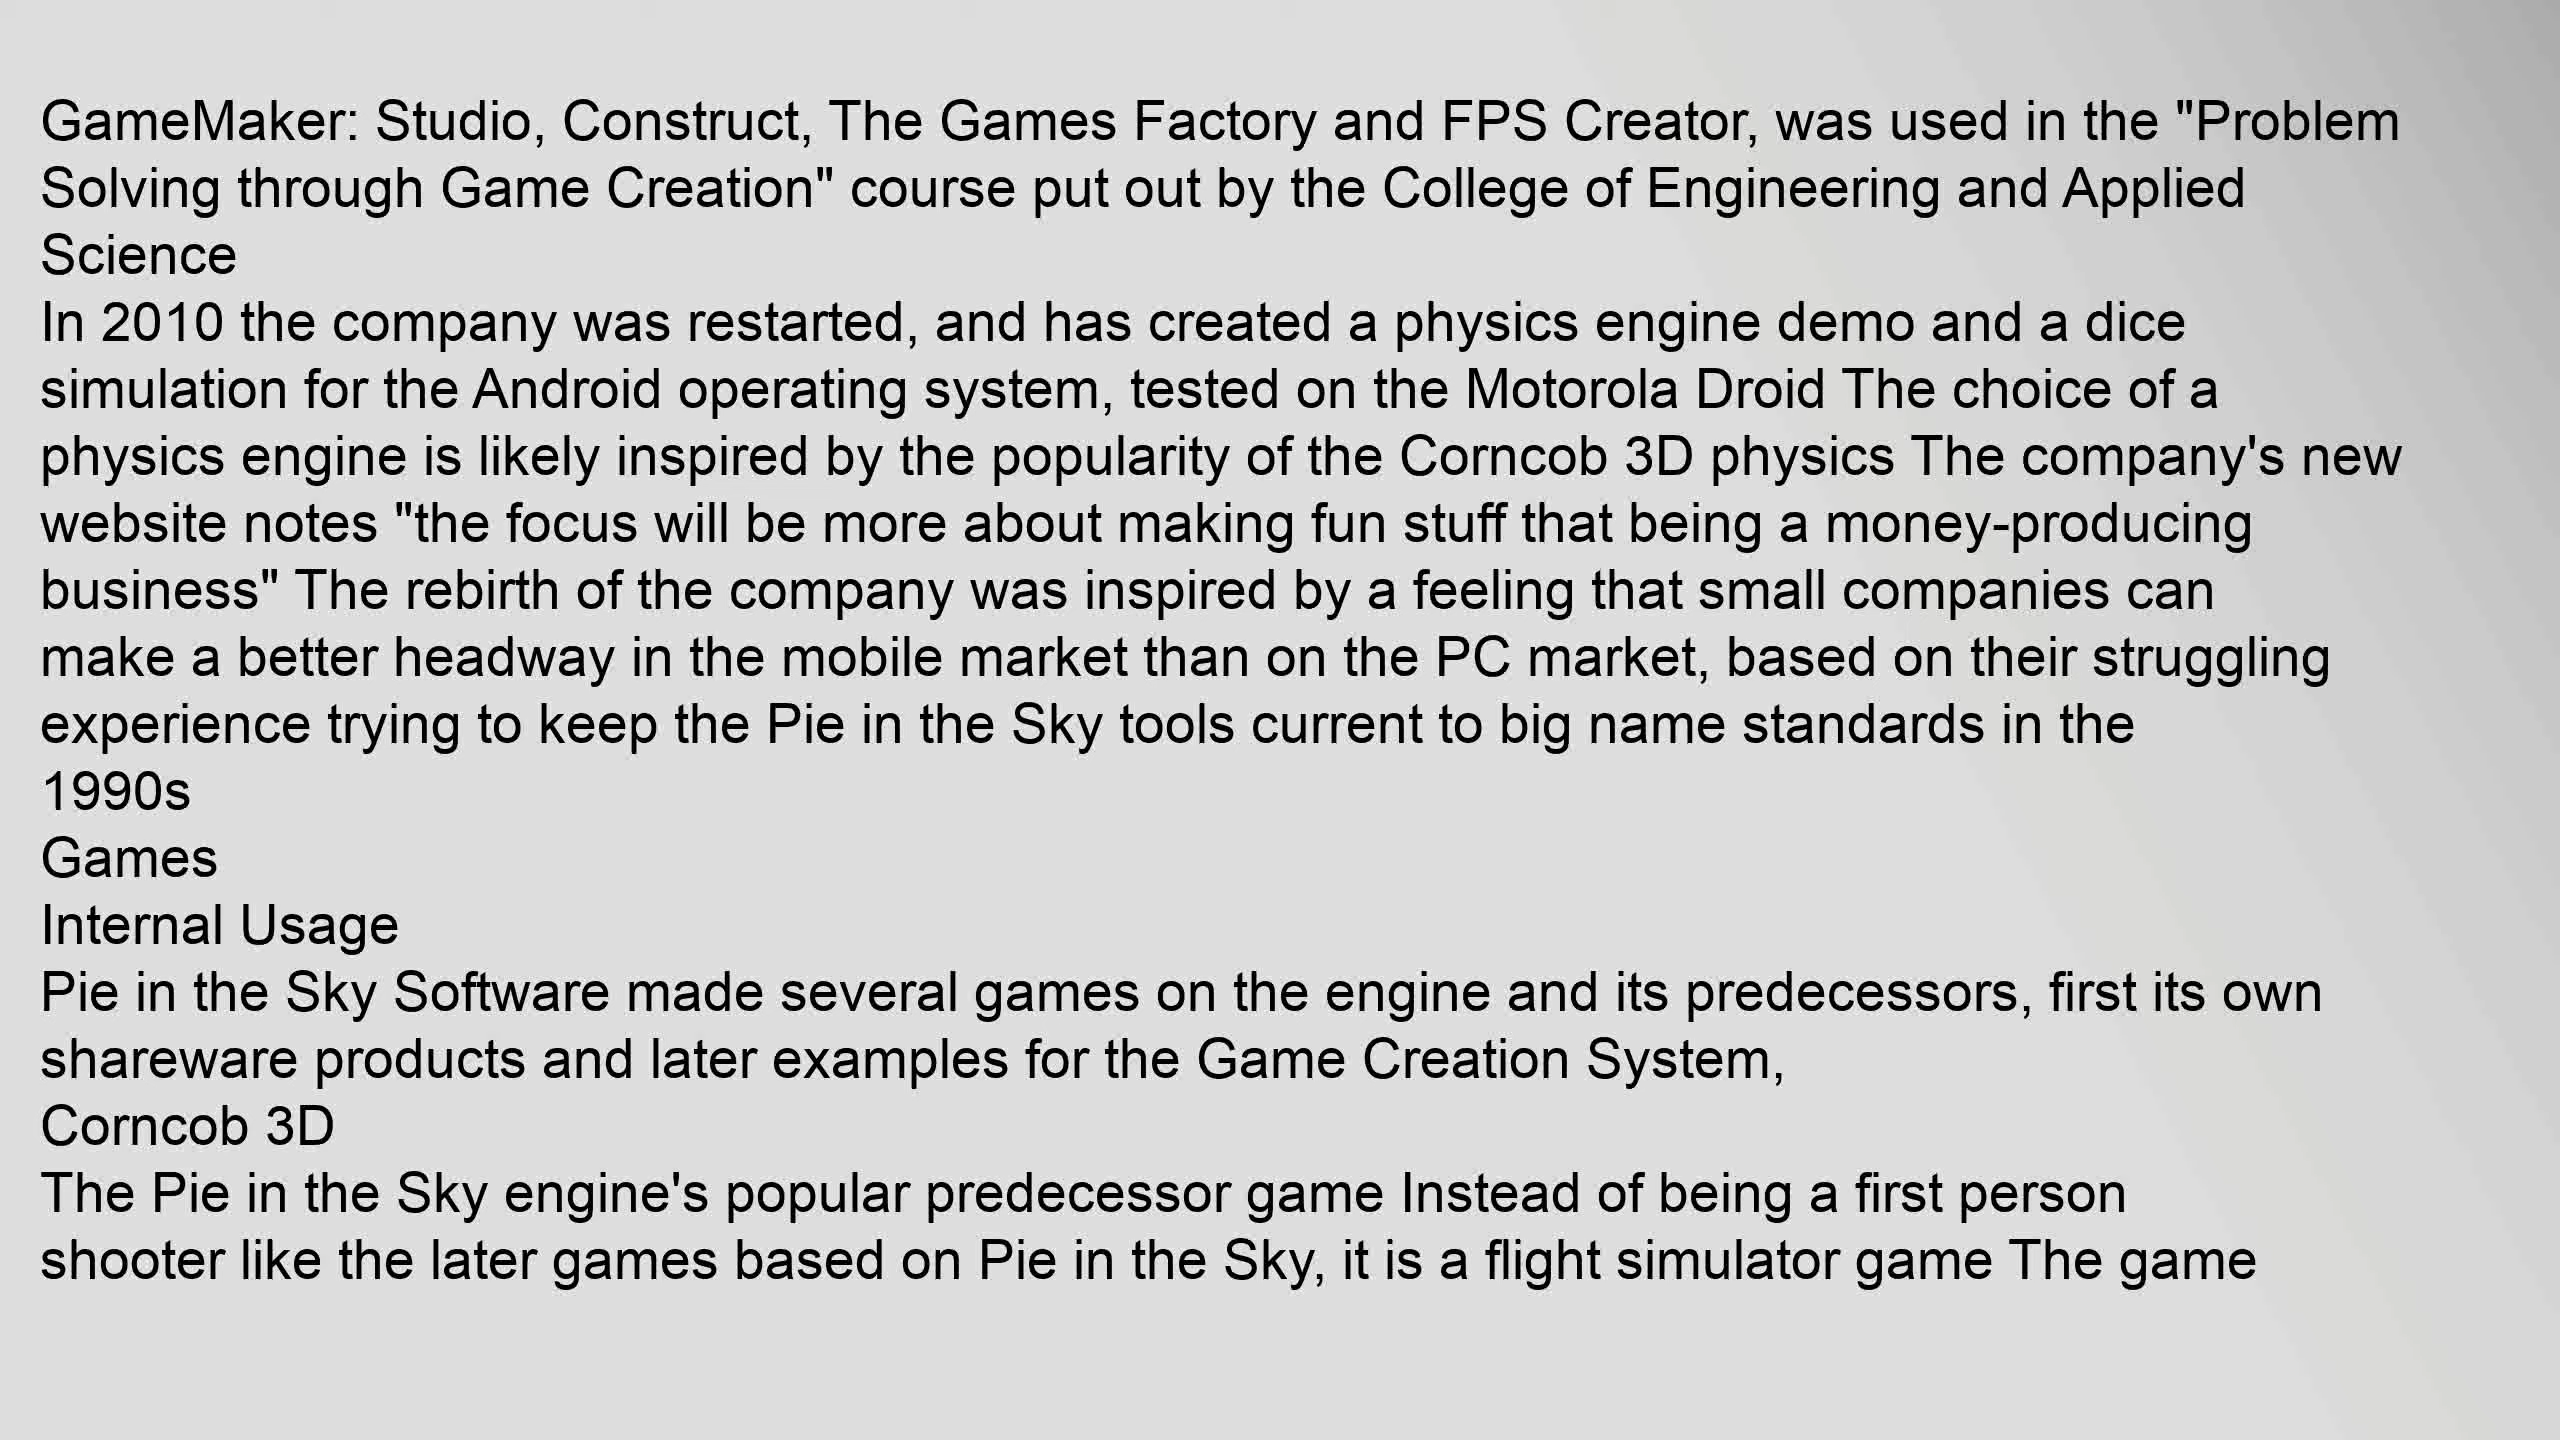 GameMaker: Studio, Construct, The Games Factory and FPS Creator, was used in the "Problem
Solving through Game Creation" course put out by the College of Engineering and Applied
Science
In 2010 the company was restarted, and has created a physics engine demo and a dice
simulation for the Android operating system, tested on the Motorola Droid The choice of a
physics engine is likely inspired by the popularity of the Corncob 3D physics The company's new
website notes "the focus will be more about making fun stuff that being a money-producing
business" The rebirth of the company was inspired by a feeling that small companies can
make a better headway in the mobile market than on the PC market, based on their struggling
experience trying to keep the Pie in the Sky tools current to big name standards in the
1990s
Games
Internal Usage
Pie in the Sky Software made several games on the engine and its predecessors, first its own
shareware products and later examples for the Game Creation System,
Corncob 3D
The Pie in the Sky engine's popular predecessor game Instead of being a first person
shooter like the later games based on Pie in the Sky, it is a flight simulator game The game